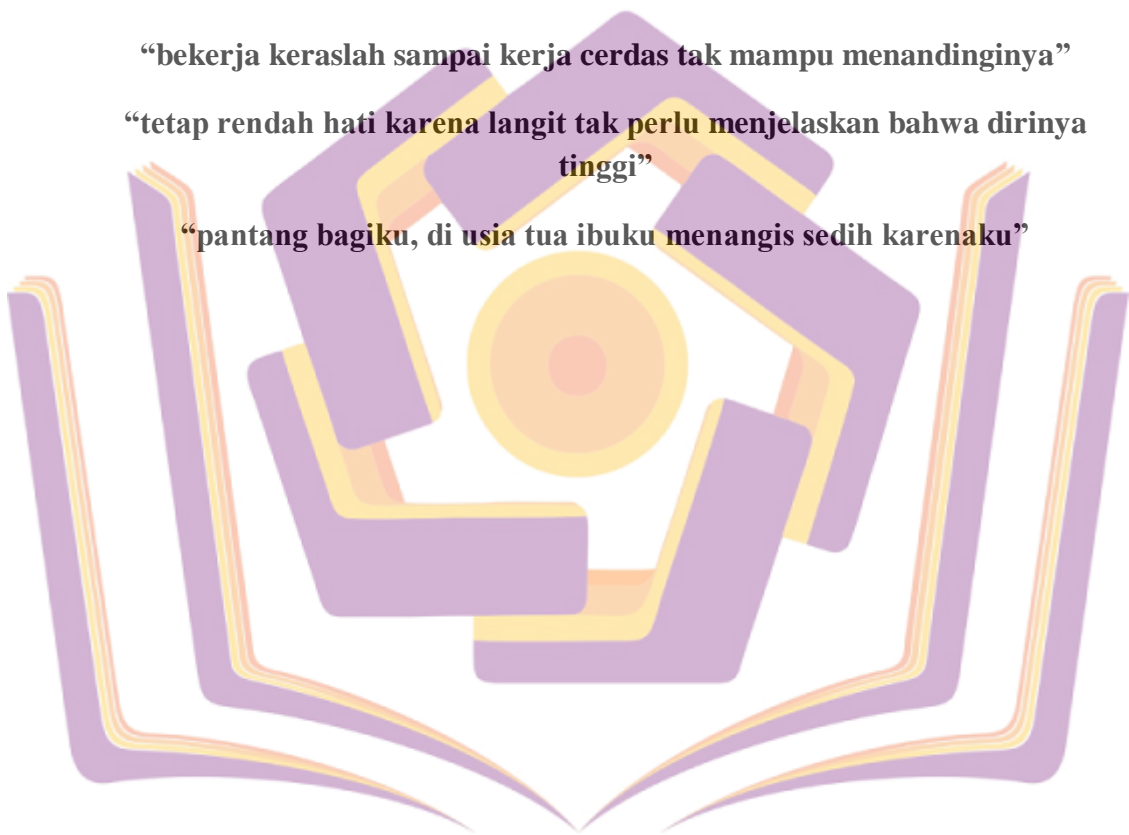 “bekerja keraslah sampai kerja cerdas tak mampu menandinginya”
“tetap rendah hati karena langit tak perlu menjelaskan bahwa dirinya
tinggi”
“pantang bagiku, di usia tua ibuku menangis sedih karenaku”